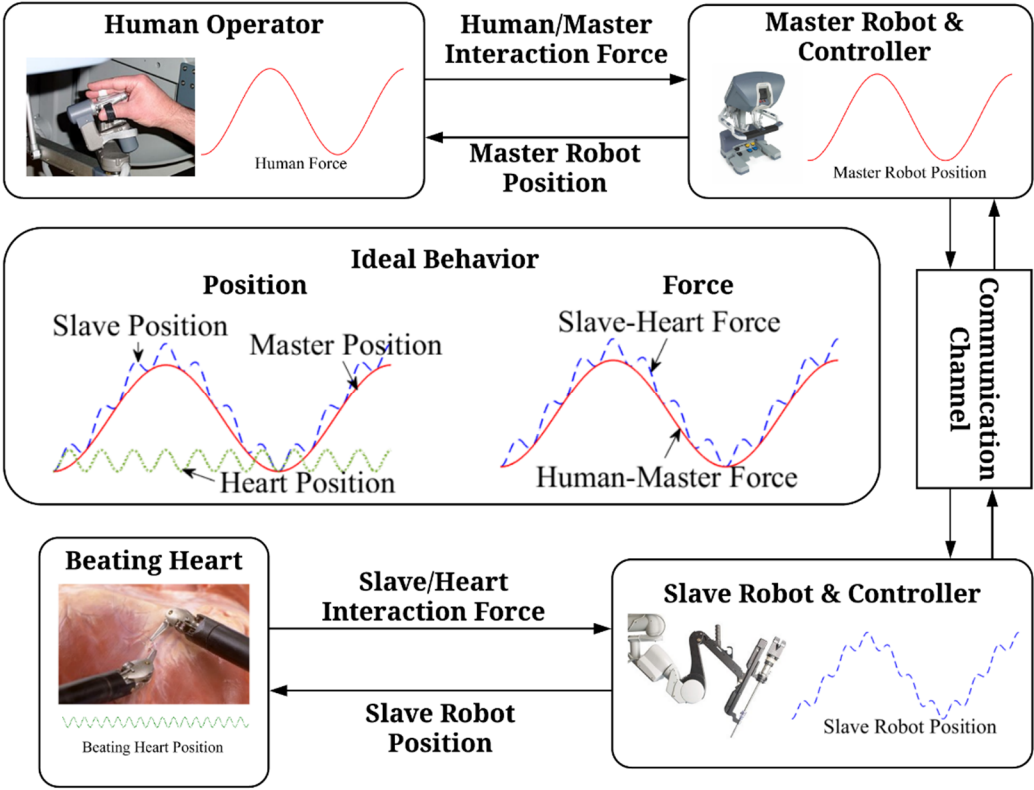 Human Operator
Human Force
Human/Master
Interaction Force
Master Robot
Position
Master Robot &
Controller
Master Robot Position
Communication
Channel
Ideal Behavior
Position
Slave Position
Master Position
Heart Position
Force
Slave-Heart Force
Human-Master Force
Beating Heart
Beating Heart Position
Slave/Heart
Interaction Force
Slave Robot
Position
Slave Robot & Controller
Slave Robot Position